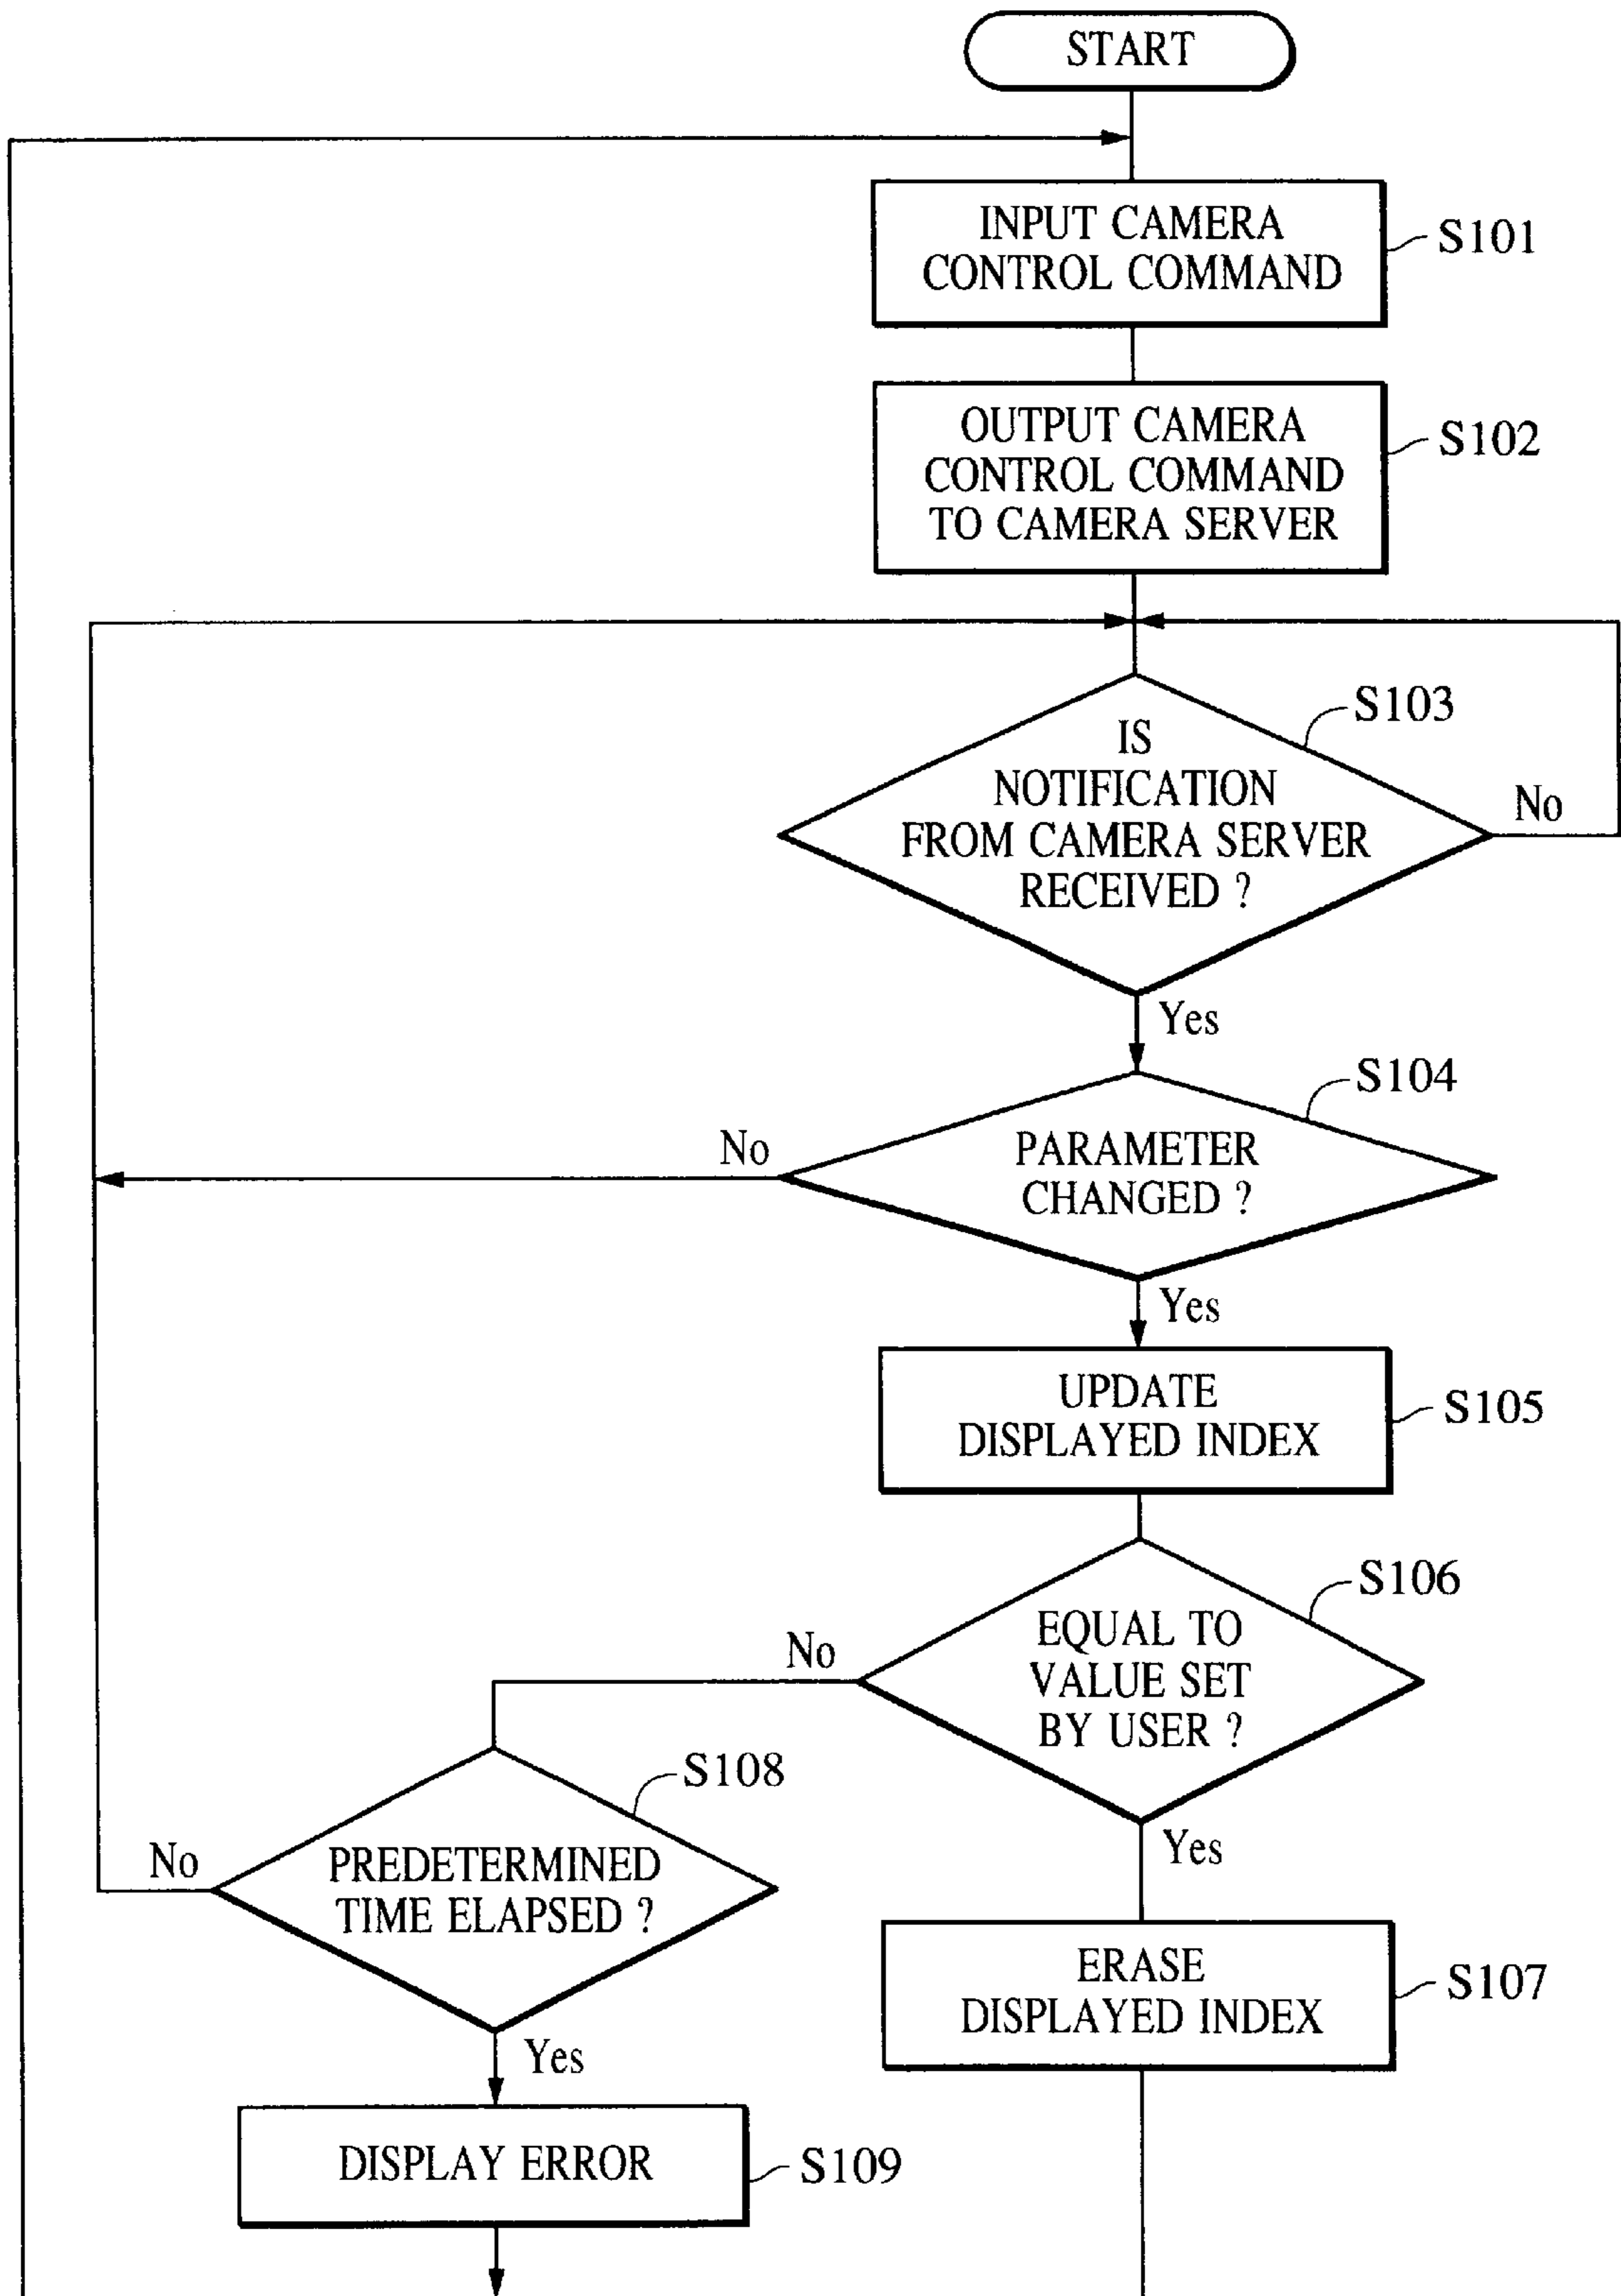 START
INPUT CAMERA
CONTROL COMMAND
S101
OUTPUT CAMERA
CONTROL COMMAND
TO CAMERA SERVER
S102
S103
IS
NOTIFICATION
FROM CAMERA SERVER
RECEIVED ?
No
Yes
S104
No
PARAMETER
CHANGED ?
Yes
UPDATE
DISPLAYED INDEX
S105
S106
No
EQUAL TO
VALUE SET
BY USER ?
Yes
S108
No
PREDETERMINED
TIME ELAPSED ?
Yes
ERASE
DISPLAYED INDEX
S107
DISPLAY ERROR
S109